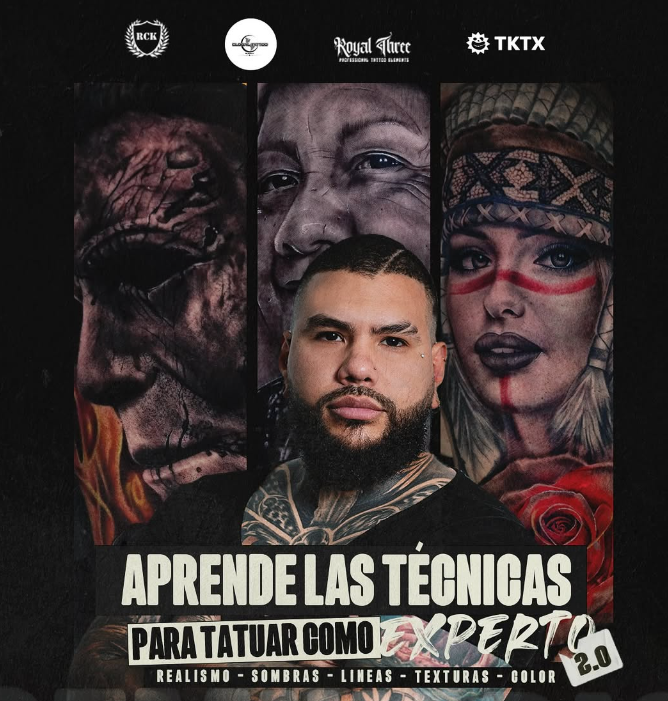 RCK
Royal Three
PROFESSIONAL TATTOO ELEMENTS
TKTX
APRENDE LAS TÉCNICAS
PARA TATUAR COMO EXPERTO
2.0
REALISMO - SOMBRAS - LINEAS - TEXTURAS - COLOR